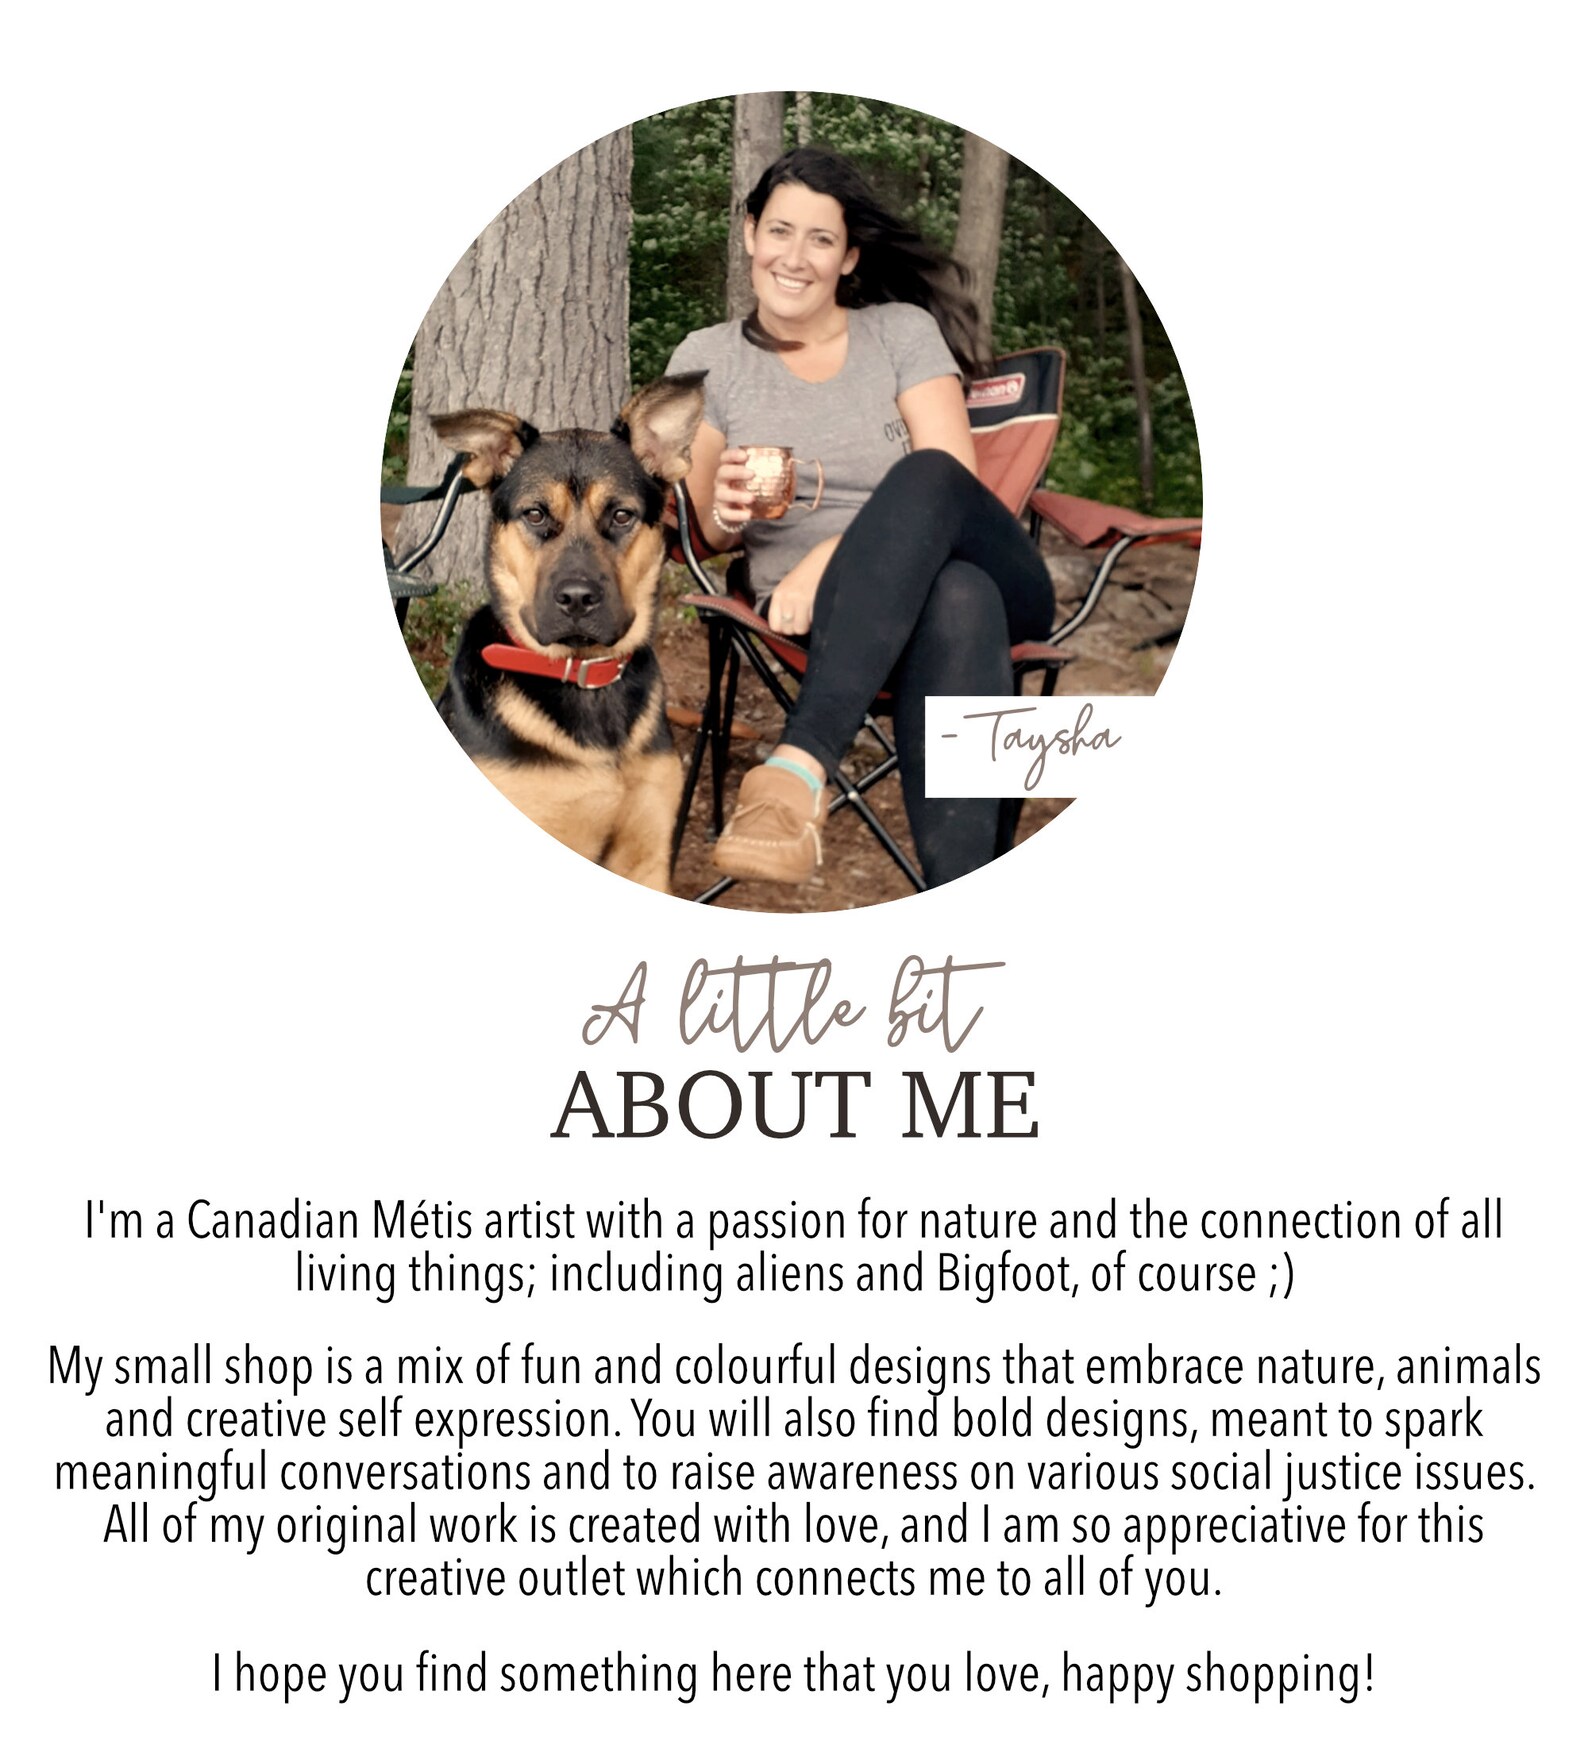 - Taysha
A little bit
ABOUT ME
I'm a Canadian Métis artist with a passion for nature and the connection of all
living things; including aliens and Bigfoot, of course ;)
My small shop is a mix of fun and colourful designs that embrace nature, animals
and creative self expression. You will also find bold designs, meant to spark
meaningful conversations and to raise awareness on various social justice issues.
All of my original work is created with love, and I am so appreciative for this
creative outlet which connects me to all of you.
I hope you find something here that you love, happy shopping!